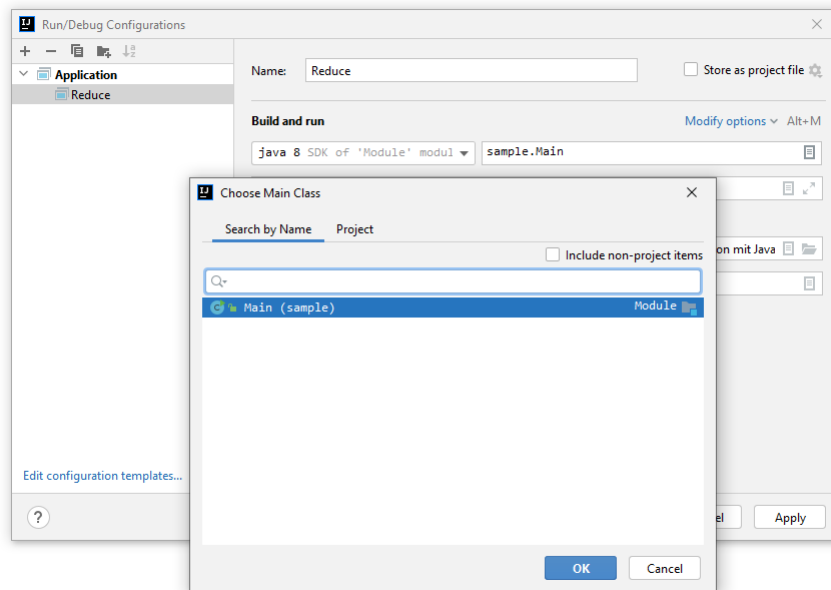 Run/Debug Configurations
Application
Reduce
Name: Reduce
Store as project file
Build and run
Modify options Alt+M
java 8 SDK of 'Module' modul
sample.Main
Choose Main Class
Search by Name Project
Include non-project items
on mit Java
Main (sample) Module
Edit configuration templates...
?
el
Apply
OK
Cancel